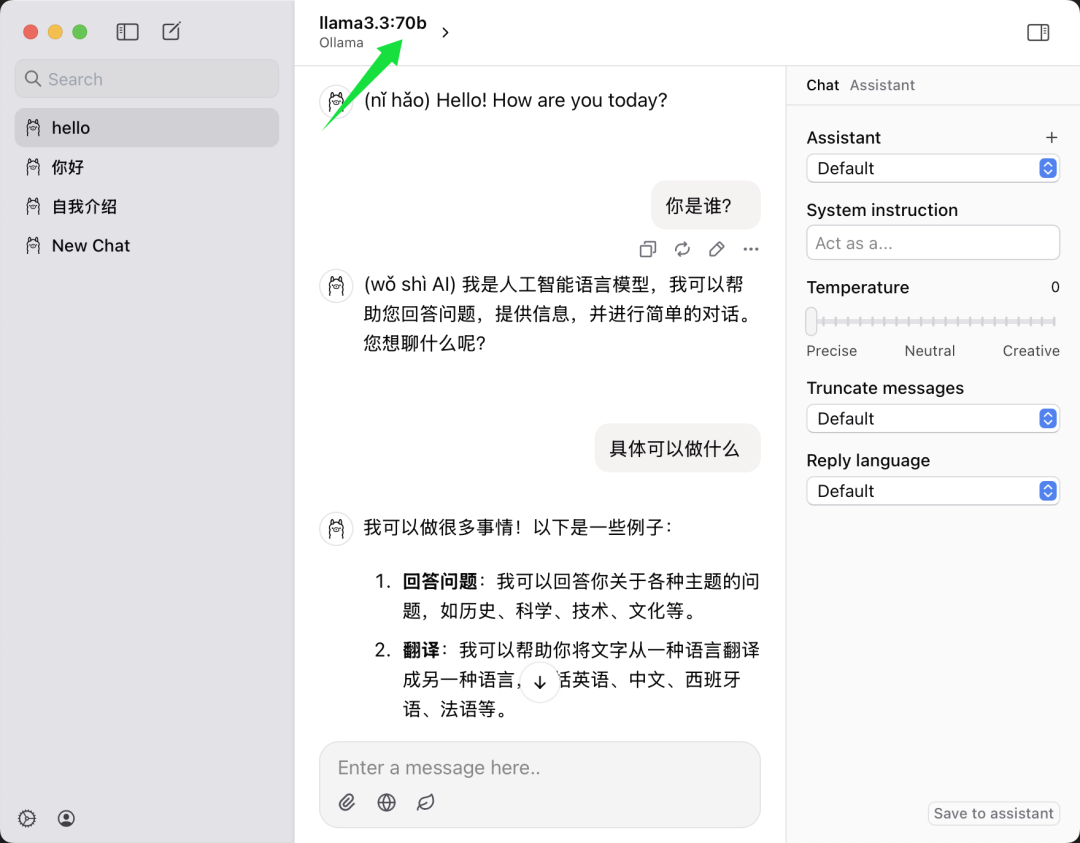 Search
hello
你好
自我介绍
New Chat
llama3.3:70b
Ollama
(nǐ hǎo) Hello! How are you today?
你是谁？
(wǒ shì AI) 我是人工智能语言模型，我可以帮
助您回答问题，提供信息，并进行简单的对话。
您想聊什么呢？
具体可以做什么
我可以做很多事情！以下是一些例子：
1. 回答问题：我可以回答你关于各种主题的问
题，如历史、科学、技术、文化等。
2. 翻译：我可以帮助你将文字从一种语言翻译
成另一种语言，括英语、中文、西班牙
语、法语等。
Enter a message here..
Chat Assistant
Assistant
Default
System instruction
Act as a...
Temperature 0
Precise Neutral Creative
Truncate messages
Default
Reply language
Default
Save to assistant